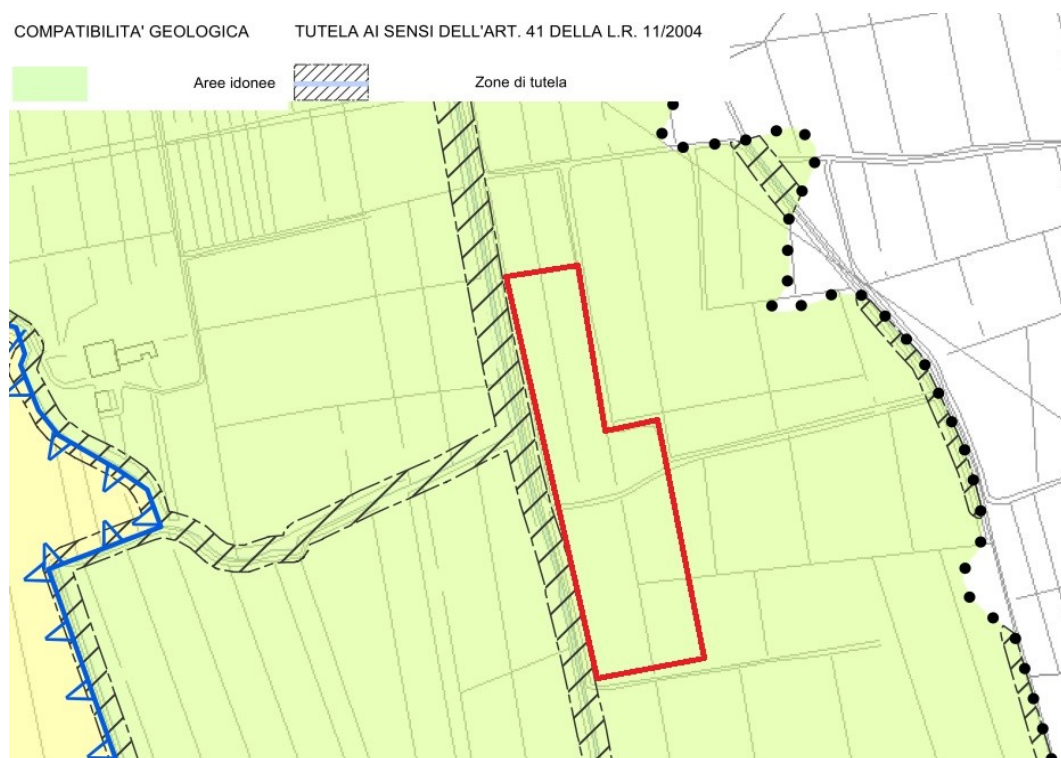 COMPATIBILITA' GEOLOGICA TUTELA AI SENSI DELL'ART. 41 DELLA L.R. 11/2004
Aree idonee Zone di tutela